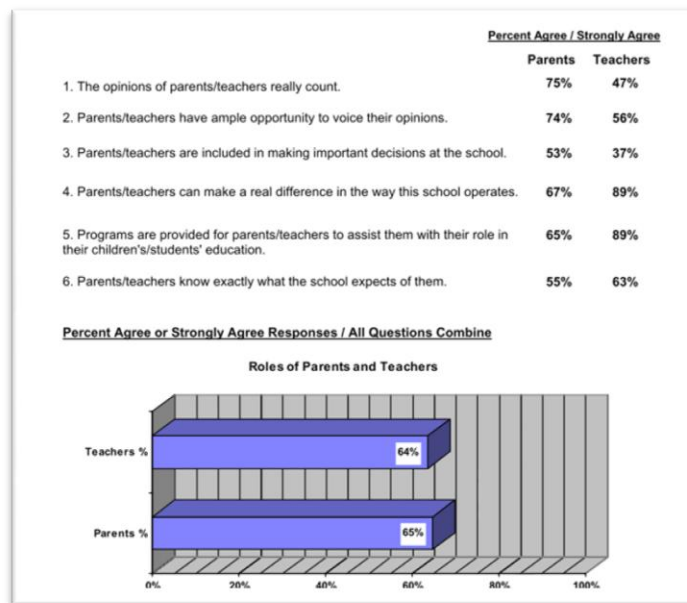 Percent Agree / Strongly Agree
Parents Teachers
1. The opinions of parents/teachers really count. 75% 47%
2. Parents/teachers have ample opportunity to voice their opinions. 74% 56%
3. Parents/teachers are included in making important decisions at the school. 53% 37%
4. Parents/teachers can make a real difference in the way this school operates. 67% 89%
5. Programs are provided for parents/teachers to assist them with their role in 65% 89%
their children's/students' education.
6. Parents/teachers know exactly what the school expects of them. 55% 63%
Percent Agree or Strongly Agree Responses / All Questions Combine
Roles of Parents and Teachers
Teachers % 64%
Parents % 65%
0% 20% 40% 60% 80% 100%